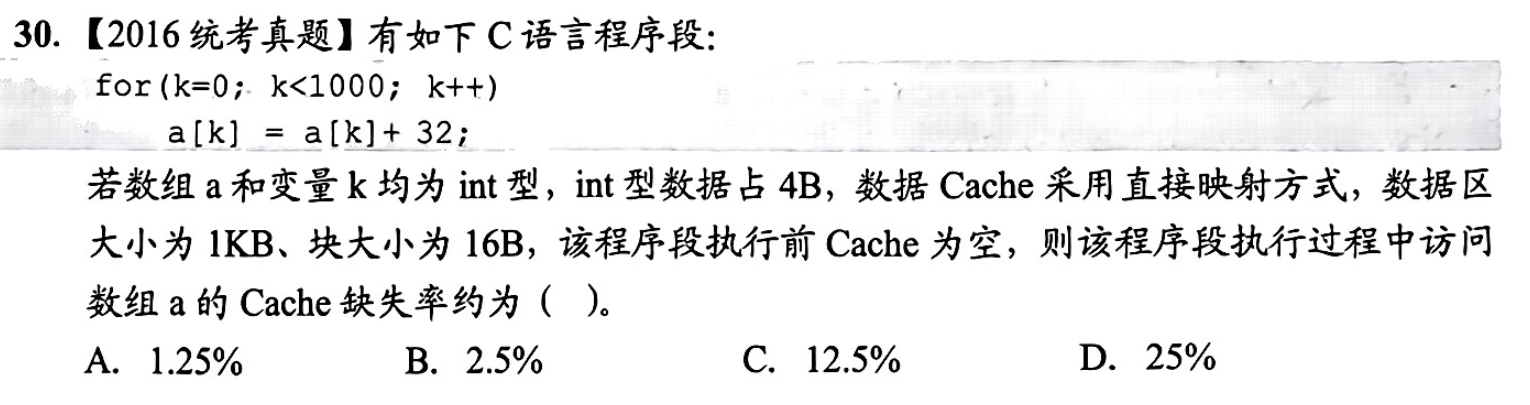 30. 【2016 统考真题】有如下 C 语言程序段:
for(k=0; k<1000; k++)
a[k] = a[k]+ 32;
若数组 a 和变量 k 均为 int 型，int 型数据占 4B，数据 Cache 采用直接映射方式，数据区
大小为 1KB、块大小为 16B，该程序段执行前 Cache 为空，则该程序段执行过程中访问
数组 a 的 Cache 缺失率约为 ( )。
A. 1.25% B. 2.5% C. 12.5% D. 25%